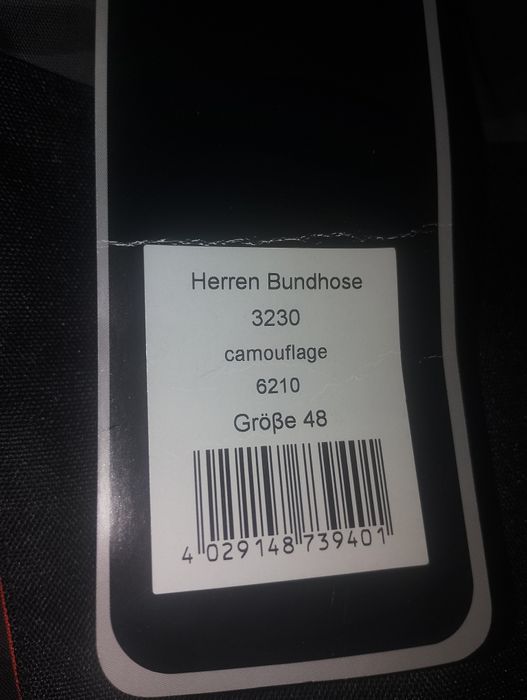 Herren Bundhose
3230
camouflage
6210
Größe 48
4 029148 739401